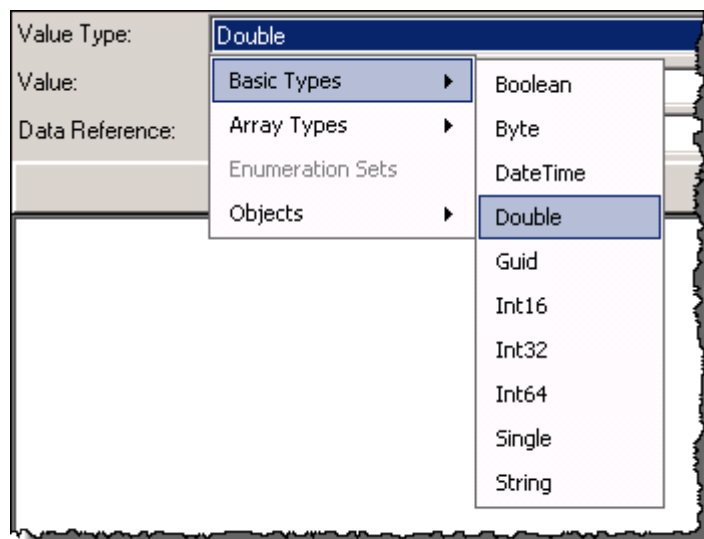 Value Type:
Double
Value:
Data Reference:
Basic Types
Array Types
Enumeration Sets
Objects
Boolean
Byte
DateTime
Double
Guid
Int16
Int32
Int64
Single
String